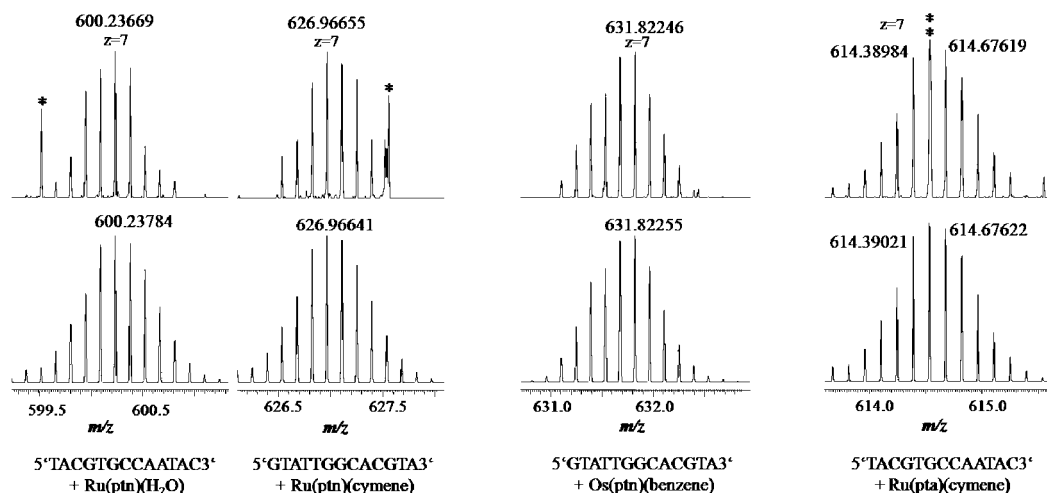 600.23669
z=7
*
626.96655
z=7
*
631.82246
z=7
*
*
z=7
614.38984
614.67619
600.23784
626.96641
631.82255
614.39021
614.67622
599.5 600.5
m/z
626.5 627.5
m/z
631.0 632.0
m/z
614.0 615.0
m/z
5‘TACGTGCCAATAC3‘
+ Ru(ptn)(H₂O)
5‘GTATTGGCACGTA3‘
+ Ru(ptn)(cymene)
5‘GTATTGGCACGTA3‘
+ Os(ptn)(benzene)
5‘TACGTGCCAATAC3‘
+ Ru(pta)(cymene)